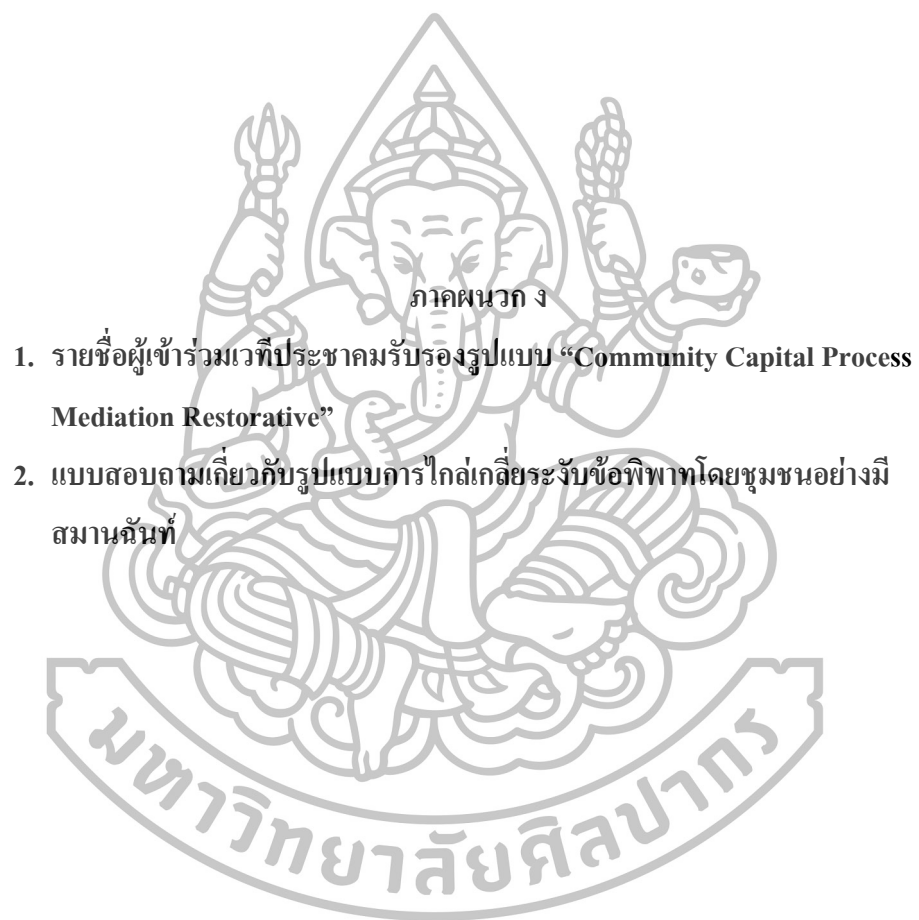 ภาคผนวก ง
1. รายชื่อผู้เข้าร่วมเวทีประชาคมรับรองรูปแบบ “Community Capital Process
Mediation Restorative”
2. แบบสอบถามเกี่ยวกับรูปแบบการไกล่เกลี่ยระงับข้อพิพาทโดยชุมชนอย่างมี
สมานฉันท์
มหาวิทยาลัยศิลปากร